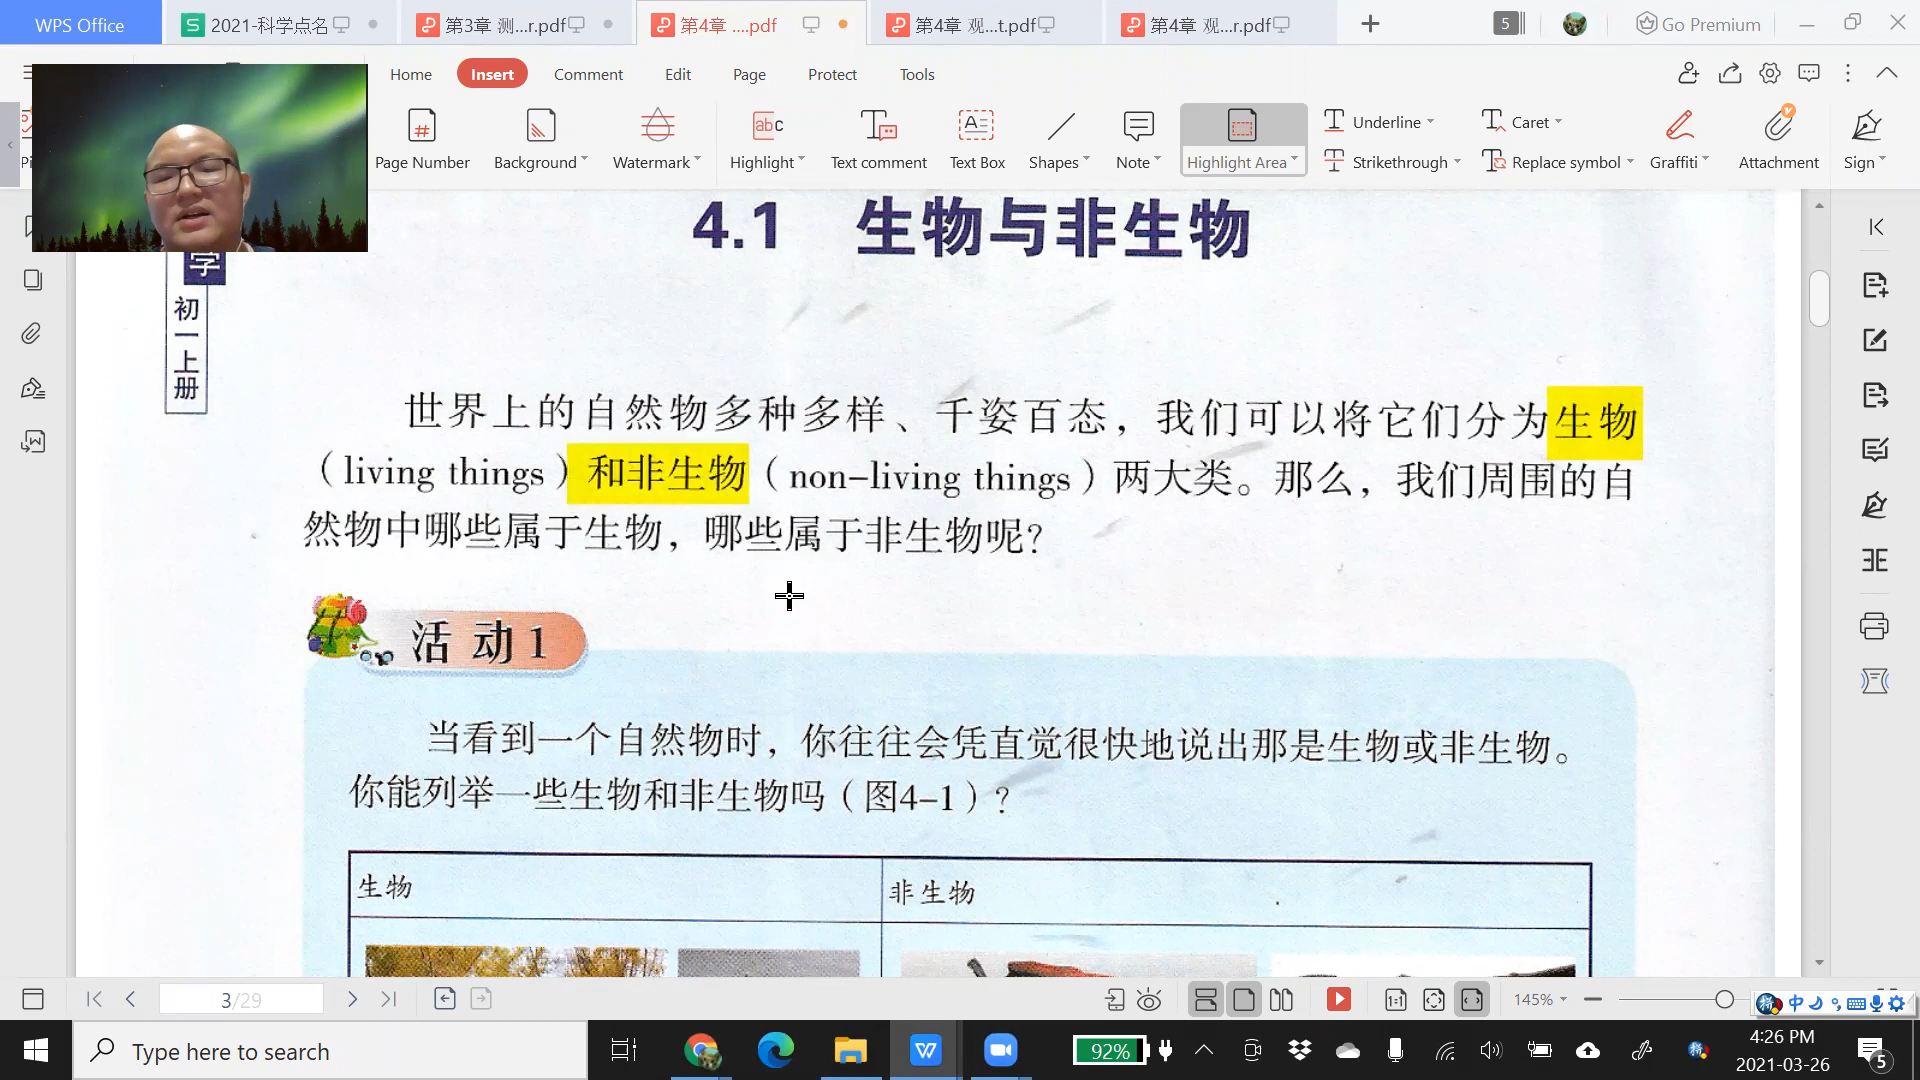 WPS Office
2021-科学点名
第3章 测...r.pdf
第4章 ....pdf
第4章 观...t.pdf
第4章 观...r.pdf
5
Go Premium
Home
Insert
Comment
Edit
Page
Protect
Tools
Page Number
Background
Watermark
Highlight
Text comment
Text Box
Shapes
Note
Highlight Area
Underline
Strikethrough
Caret
Replace symbol
Graffiti
Attachment
Sign
学
初一上册
4.1 生物与非生物
世界上的自然物多种多样、千姿百态，我们可以将它们分为生物
（living things）和非生物（non-living things）两大类。那么，我们周围的自
然物中哪些属于生物，哪些属于非生物呢？
活动1
当看到一个自然物时，你往往会凭直觉很快地说出那是生物或非生物。
你能列举一些生物和非生物吗（图4-1）？
生物
非生物
3/29
145%
中
Type here to search
92%
4:26 PM
2021-03-26
5